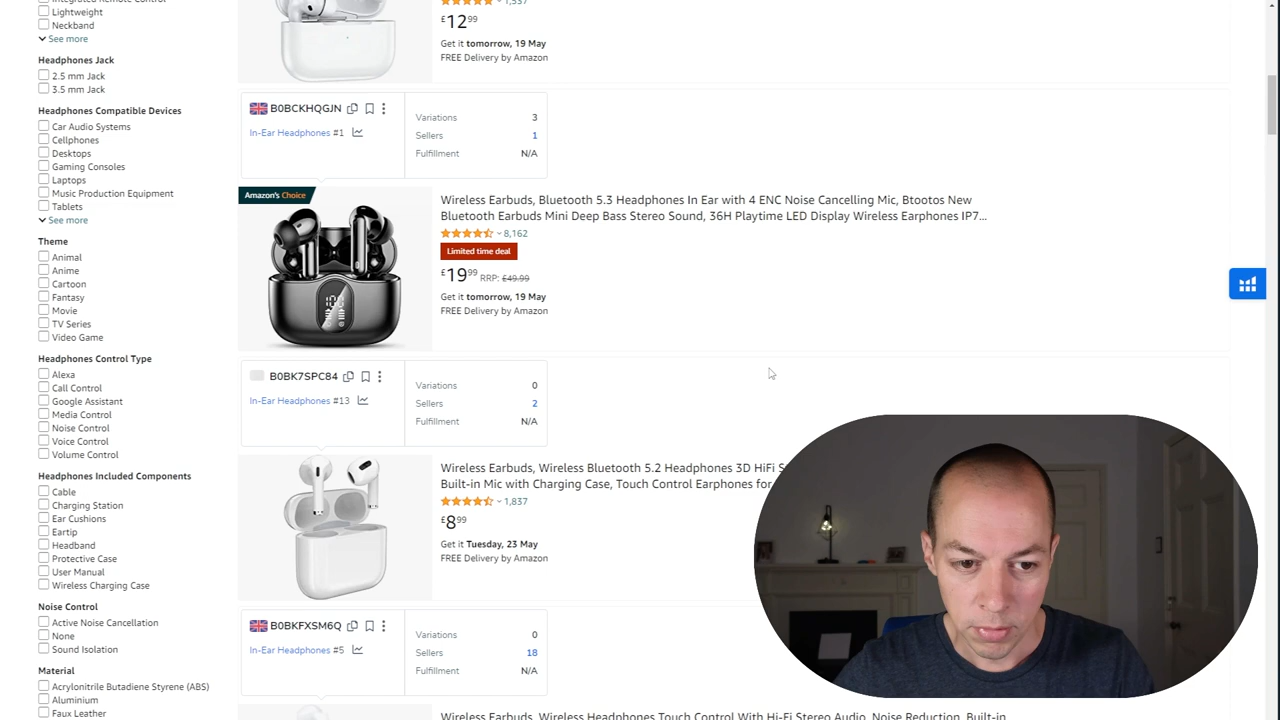 Integrated Remote Control
Lightweight
Neckband
See more
Headphones Jack
2.5 mm Jack
3.5 mm Jack
Headphones Compatible Devices
Car Audio Systems
Cellphones
Desktops
Gaming Consoles
Laptops
Music Production Equipment
Tablets
See more
Theme
Animal
Anime
Cartoon
Fantasy
Movie
TV Series
Video Game
Headphones Control Type
Alexa
Call Control
Google Assistant
Media Control
Noise Control
Voice Control
Volume Control
Headphones Included Components
Cable
Charging Station
Ear Cushions
Eartip
Headband
Protective Case
User Manual
Wireless Charging Case
Noise Control
Active Noise Cancellation
None
Sound Isolation
Material
Acrylonitrile Butadiene Styrene (ABS)
Aluminium
Faux Leather
1,537
£12 99
Get it tomorrow, 19 May
FREE Delivery by Amazon
B0BCKHQGJN
In-Ear Headphones #1
Variations 3
Sellers 1
Fulfillment N/A
Amazon's Choice
Wireless Earbuds, Bluetooth 5.3 Headphones In Ear with 4 ENC Noise Cancelling Mic, Btootos New
Bluetooth Earbuds Mini Deep Bass Stereo Sound, 36H Playtime LED Display Wireless Earphones IP7...
8,162
Limited time deal
£19 99 RRP: £49.99
Get it tomorrow, 19 May
FREE Delivery by Amazon
B0BK7SPC84
In-Ear Headphones #13
Variations 0
Sellers 2
Fulfillment N/A
Wireless Earbuds, Wireless Bluetooth 5.2 Headphones 3D HiFi S
Built-in Mic with Charging Case, Touch Control Earphones for
1,837
£8 99
Get it Tuesday, 23 May
FREE Delivery by Amazon
B0BKFXSM6Q
In-Ear Headphones #5
Variations 0
Sellers 18
Fulfillment N/A
Wireless Earbuds, Wireless Headphones Touch Control With Hi-Fi Stereo Audio, Noise Reduction, Built-in